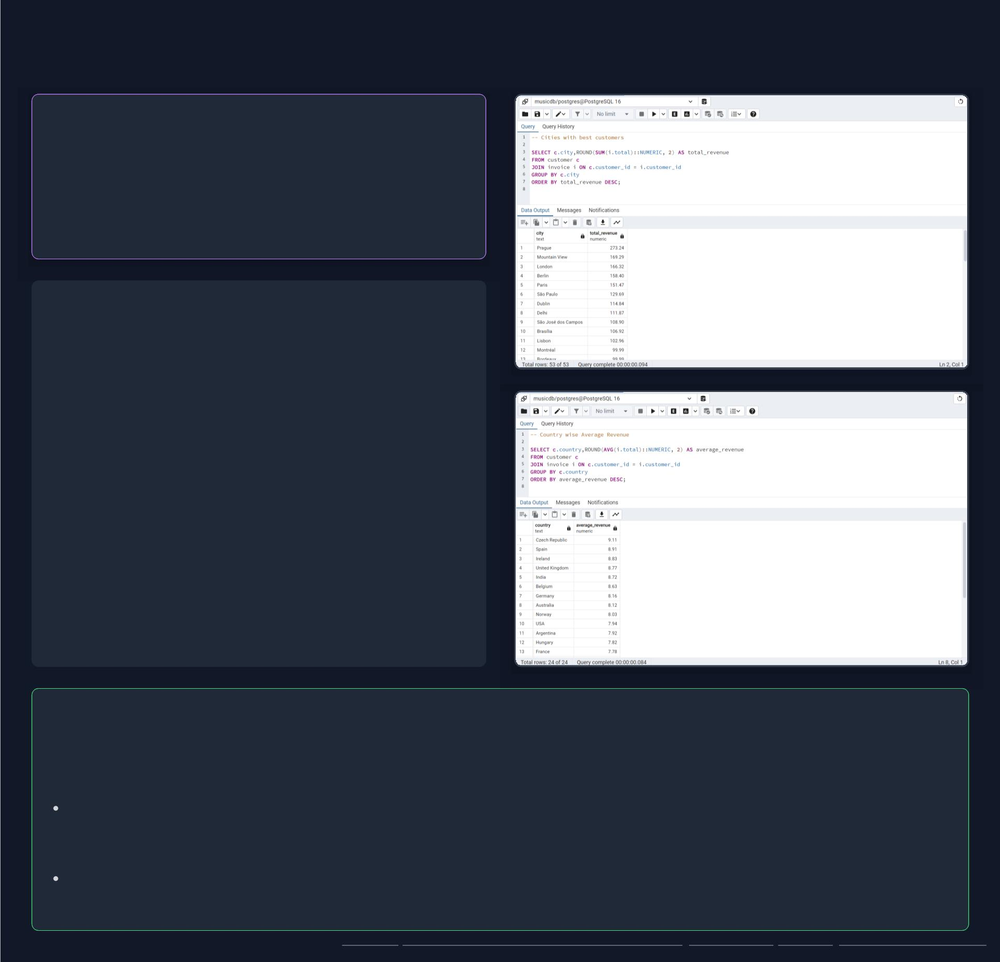 musicdb/postgres@PostgreSQL 16
No limit
Query Query History
1 -- Cities with best customers
2
3 SELECT c.city,ROUND(SUM(i.total)::NUMERIC, 2) AS total_revenue
4 FROM customer c
5 JOIN invoice i ON c.customer_id = i.customer_id
6 GROUP BY c.city
7 ORDER BY total_revenue DESC;
8
Data Output Messages Notifications
city total_revenue
text numeric
1 Prague 273.24
2 Mountain View 169.29
3 London 166.32
4 Berlin 158.40
5 Paris 151.47
6 São Paulo 129.69
7 Dublin 114.84
8 Delhi 111.87
9 São José dos Campos 108.90
10 Brasília 106.92
11 Lisbon 102.96
12 Montréal 99.99
13 Bordeaux 99.99
Total rows: 53 of 53 Query complete 00:00:00.094 Ln 2, Col 1
musicdb/postgres@PostgreSQL 16
No limit
Query Query History
1 -- Country wise Average Revenue
2
3 SELECT c.country,ROUND(AVG(i.total)::NUMERIC, 2) AS average_revenue
4 FROM customer c
5 JOIN invoice i ON c.customer_id = i.customer_id
6 GROUP BY c.country
7 ORDER BY average_revenue DESC;
8
Data Output Messages Notifications
country average_revenue
text numeric
1 Czech Republic 9.11
2 Spain 8.91
3 Ireland 8.83
4 United Kingdom 8.77
5 India 8.72
6 Belgium 8.63
7 Germany 8.16
8 Australia 8.12
9 Norway 8.03
10 USA 7.94
11 Argentina 7.92
12 Hungary 7.82
13 France 7.78
Total rows: 24 of 24 Query complete 00:00:00.084 Ln 8, Col 1